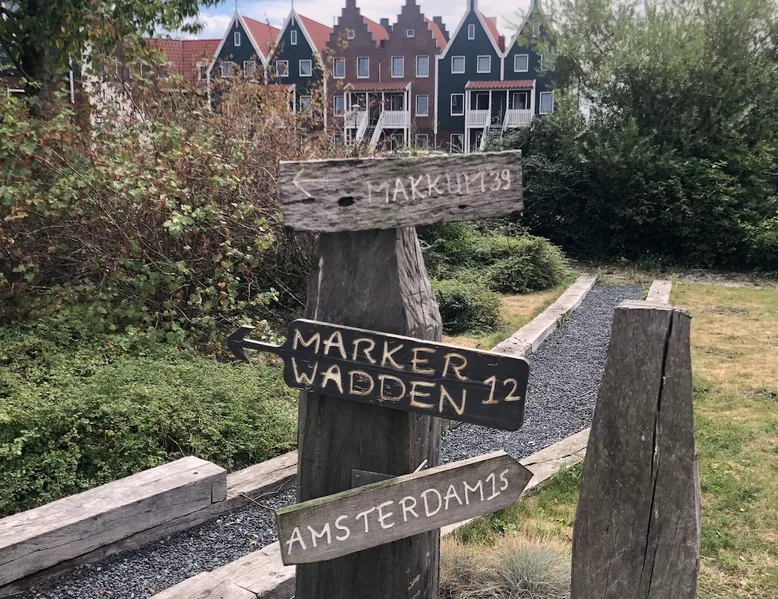 MAKKUM 39
MARKER
WADDEN 12
AMSTERDAM 15